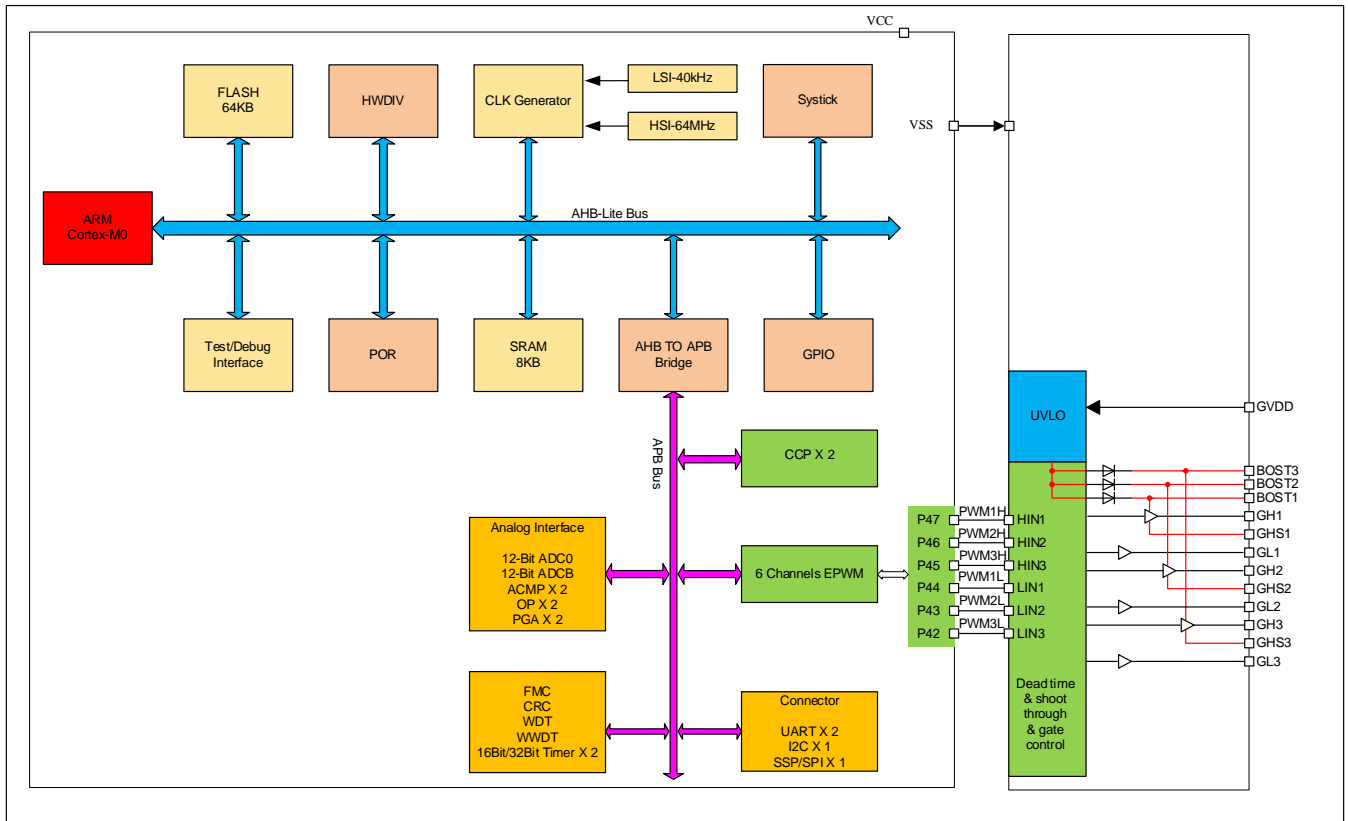 VCC
FLASH
64KB
HWDIV
CLK Generator
LSI-40kHz
HSI-64MHz
Systick
VSS
ARM
Cortex-M0
AHB-Lite Bus
Test/Debug
Interface
POR
SRAM
8KB
AHB TO APB
Bridge
GPIO
APB Bus
CCP X 2
Analog Interface
12-Bit ADC0
12-Bit ADCB
ACMP X 2
OP X 2
PGA X 2
6 Channels EPWM
FMC
CRC
WDT
WWDT
16Bit/32Bit Timer X 2
Connector
UART X 2
I2C X 1
SSP/SPI X 1
P47
PWM1H
HIN1
P46
PWM2H
HIN2
P45
PWM3H
HIN3
P44
PWM1L
LIN1
P43
PWM2L
LIN2
P42
PWM3L
LIN3
UVLO
Dead time
& shoot
through
& gate
control
GVDD
BOST3
BOST2
BOST1
GH1
GHS1
GL1
GH2
GHS2
GL2
GH3
GHS3
GL3